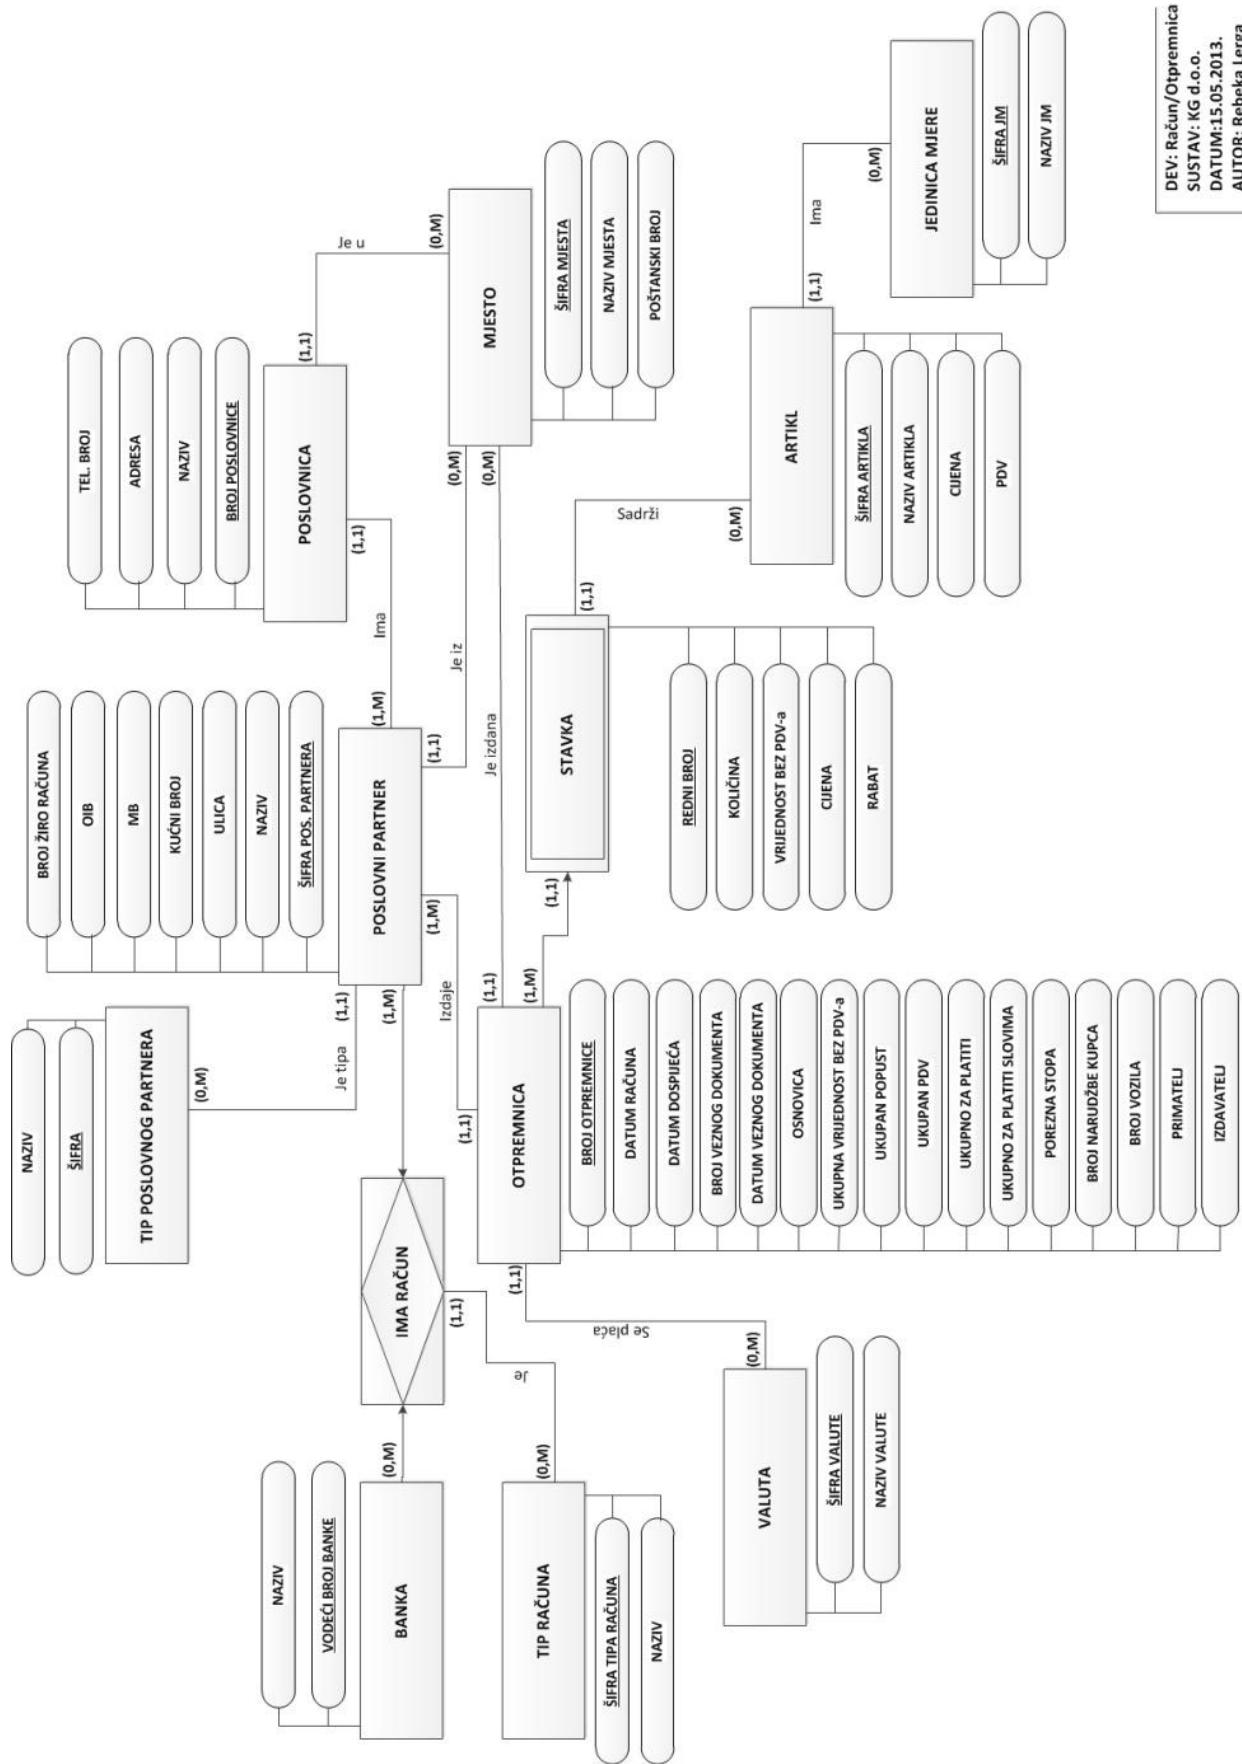 NAZIV
ŠIFRA
TIP POSLOVNOG PARTNERA
(0,M)
Je tipa
(1,1)
BROJ ŽIRO RAČUNA
OIB
MB
KUĆNI BROJ
ULICA
NAZIV
ŠIFRA POS. PARTNERA
POSLOVNI PARTNER
(1,M)
(1,M)
(1,1)
(1,M)
Ima
(1,1)
TEL. BROJ
ADRESA
NAZIV
BROJ POSLOVNICE
POSLOVNICA
(1,1)
Je u
(0,M)
NAZIV
VODEĆI BROJ BANKE
BANKA
(0,M)
IMA RAČUN
(1,1)
Je
(0,M)
TIP RAČUNA
ŠIFRA TIPA RAČUNA
NAZIV
Izdaje
(1,1)
Je iz
(0,M)
Je izdana
(1,1)
(0,M)
MJESTO
ŠIFRA MJESTA
NAZIV MJESTA
POŠTANSKI BROJ
OTPREMNICA
(1,1)
(1,M)
BROJ OTPREMNICE
DATUM RAČUNA
DATUM DOSPIJEĆA
BROJ VEZNOG DOKUMENTA
DATUM VEZNOG DOKUMENTA
OSNOVICA
UKUPNA VRIJEDNOST BEZ PDV-a
UKUPAN POPUST
UKUPAN PDV
UKUPNO ZA PLATITI
UKUPNO ZA PLATITI SLOVIMA
POREZNA STOPA
BROJ NARUDŽBE KUPCA
BROJ VOZILA
PRIMATELJ
IZDAVATELJ
Se plaća
(0,M)
VALUTA
ŠIFRA VALUTE
NAZIV VALUTE
(1,1)
STAVKA
(1,1)
REDNI BROJ
KOLIČINA
VRIJEDNOST BEZ PDV-a
CIJENA
RABAT
Sadrži
(0,M)
ARTIKL
(1,1)
ŠIFRA ARTIKLA
NAZIV ARTIKLA
CIJENA
PDV
Ima
(0,M)
JEDINICA MJERE
ŠIFRA JM
NAZIV JM
DEV: Račun/Otpremnica
SUSTAV: KG d.o.o.
DATUM:15.05.2013.
AUTOR: Rebeka Lerga